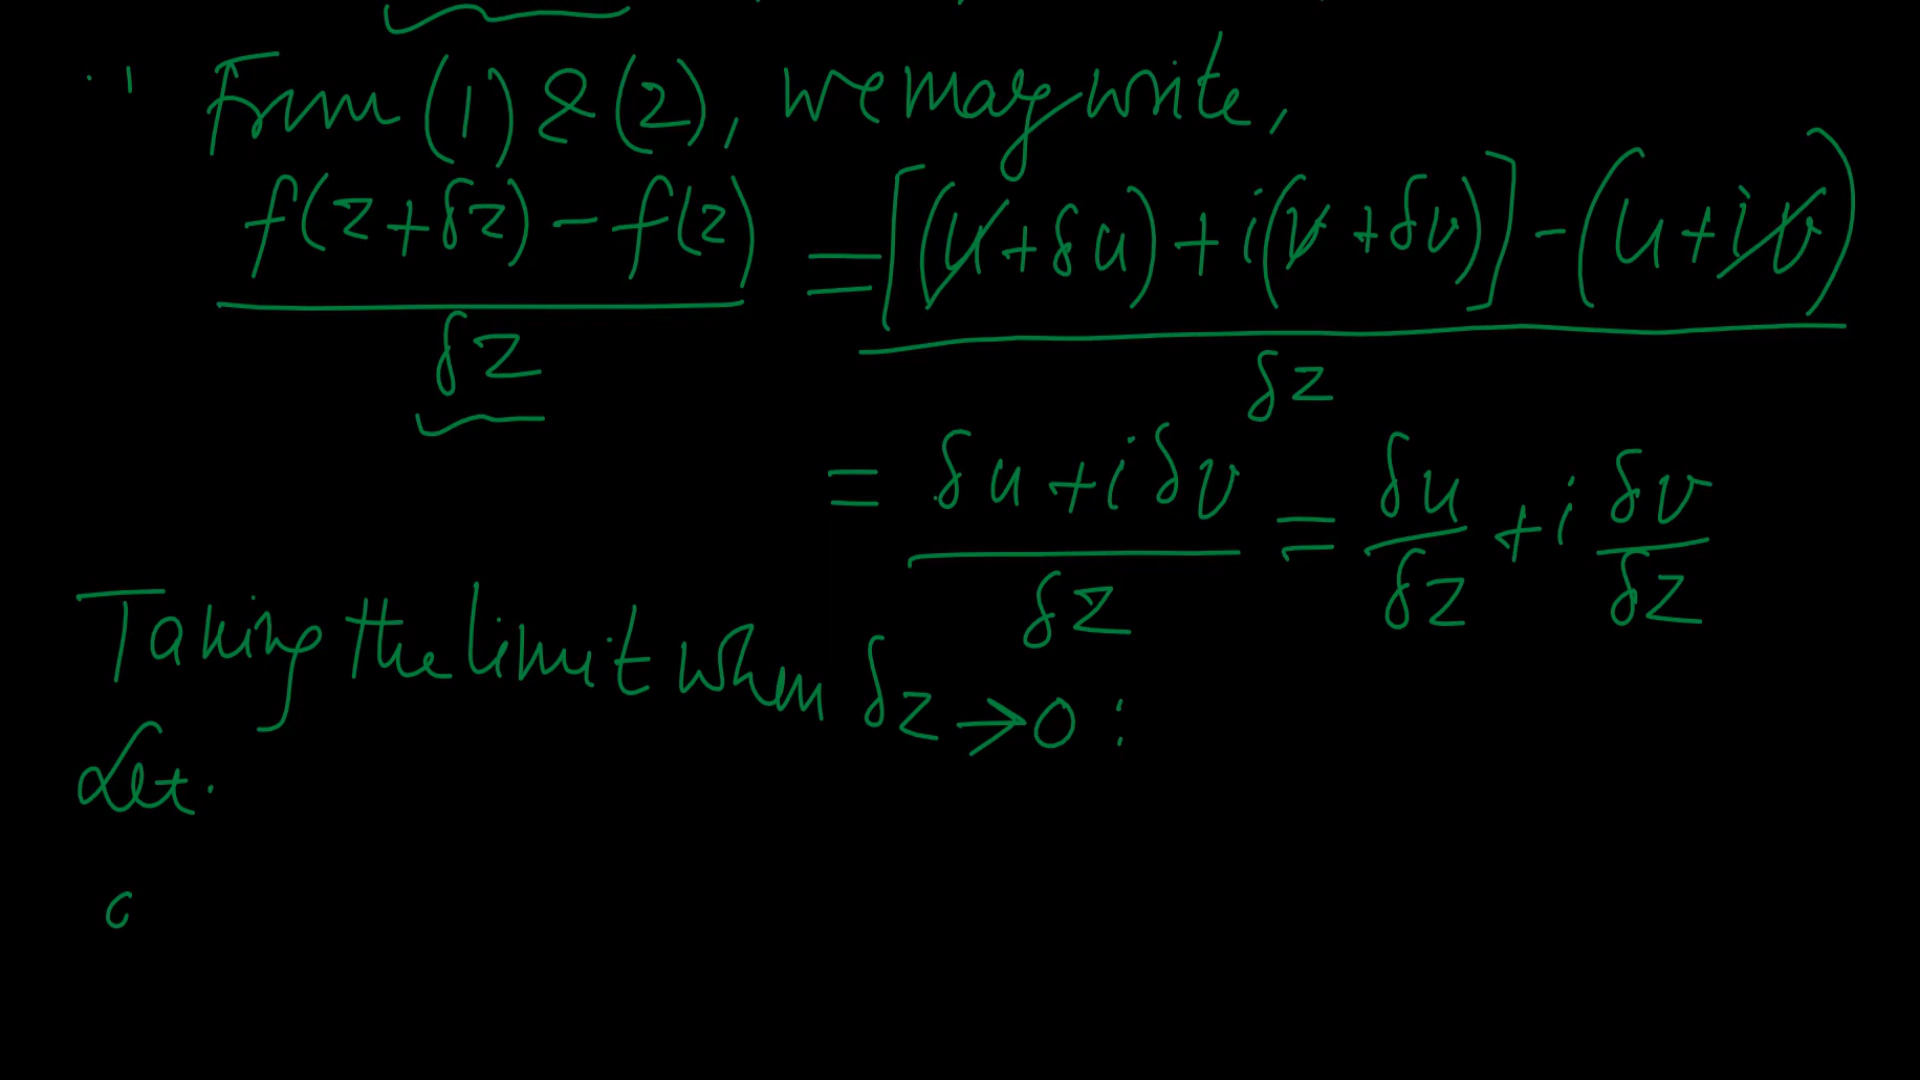 From (1) & (2), we may write,
f(z+δz) - f(z) / δz = [(u+δu) + i(v+δv)] - (u+iv) / δz
= δu + iδv / δz = δu/δz + i δv/δz
Taking the limit when δz → 0 :
Let.